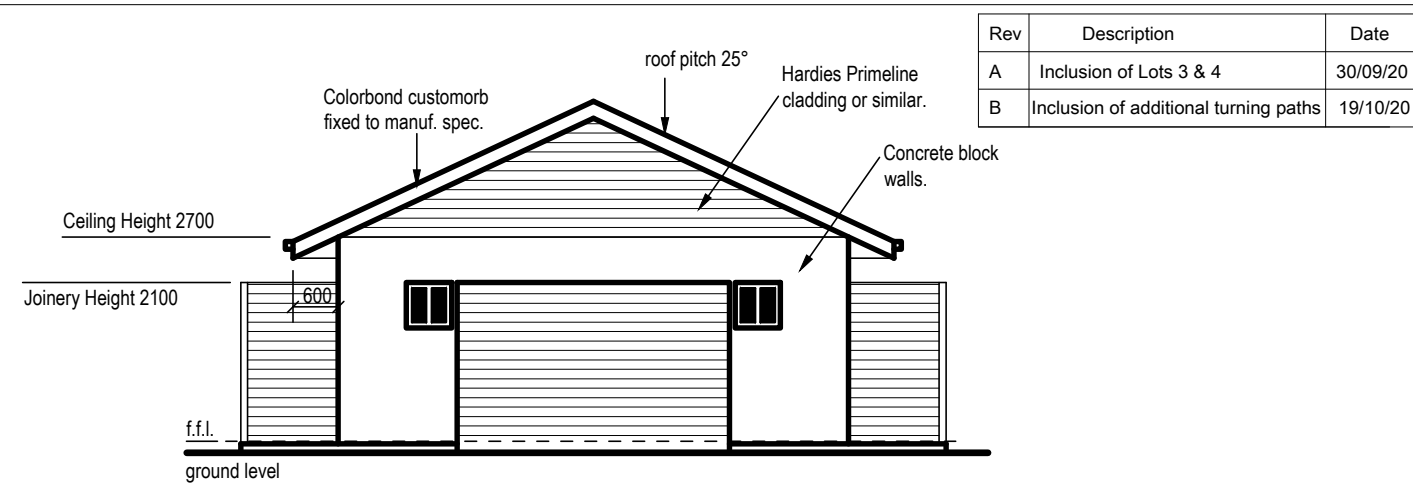 Rev Description Date
A Inclusion of Lots 3 & 4 30/09/20
B Inclusion of additional turning paths 19/10/20
roof pitch 25°
Hardies Primeline
cladding or similar.
Colorbond customorb
fixed to manuf. spec.
Concrete block
walls.
Ceiling Height 2700
Joinery Height 2100
600
f.f.l.
ground level